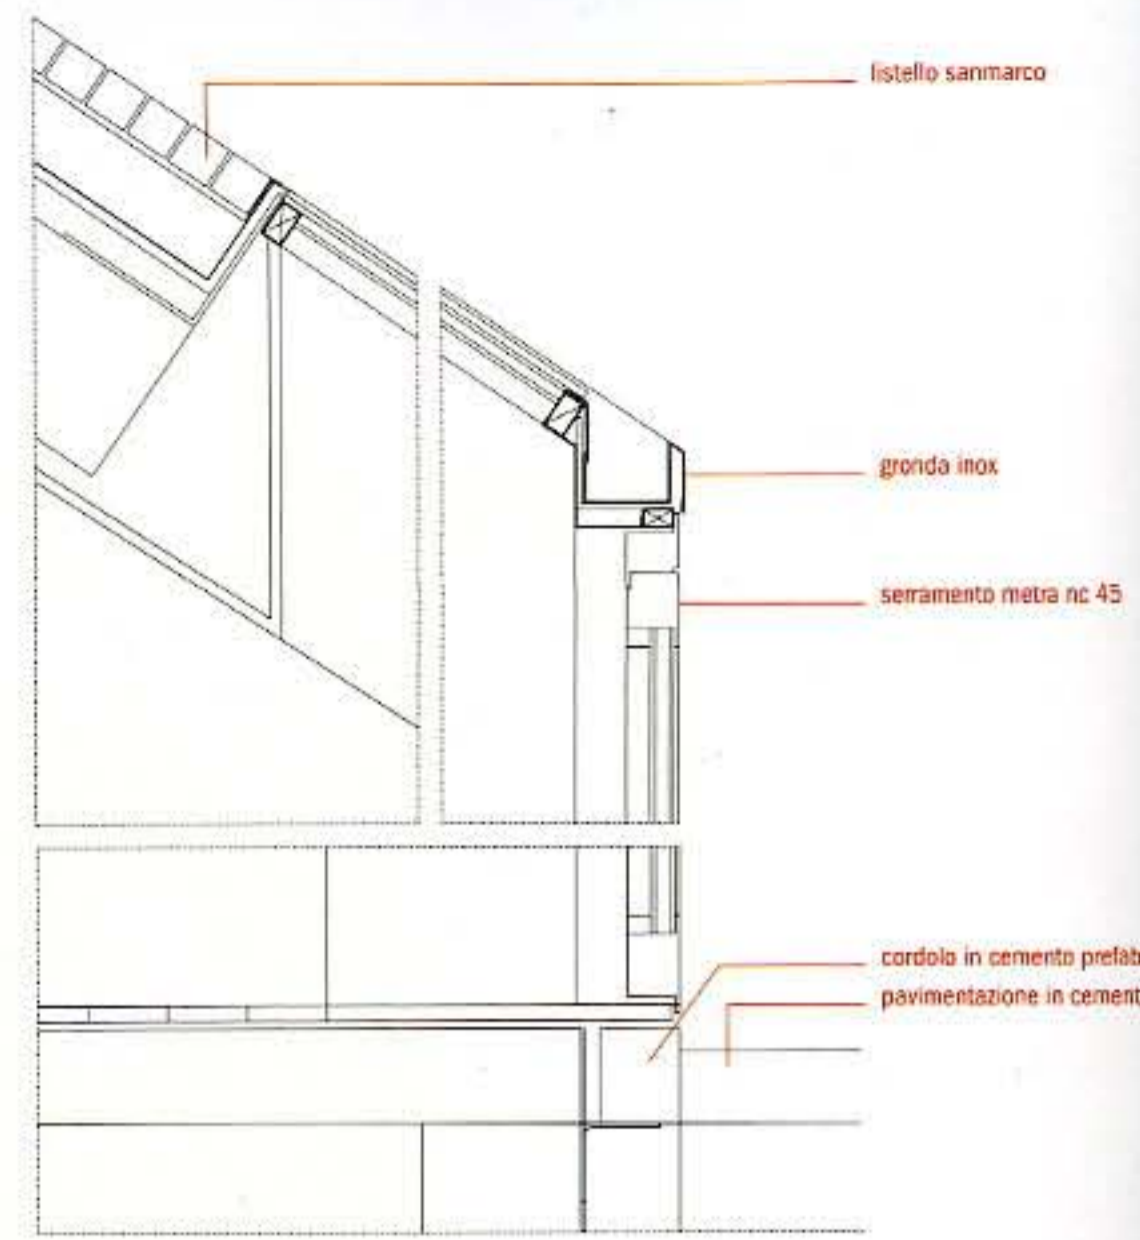 listello sanmarco
gronda inox
serramento metra nc 45
cordolo in cemento prefab
pavimentazione in cement